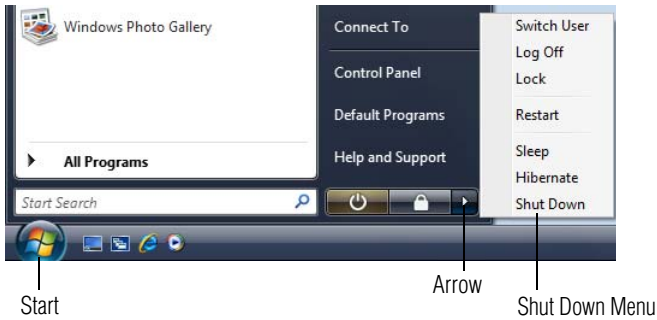 Windows Photo Gallery
All Programs
Start Search
Connect To
Control Panel
Default Programs
Help and Support
Switch User
Log Off
Lock
Restart
Sleep
Hibernate
Shut Down
Start
Arrow
Shut Down Menu